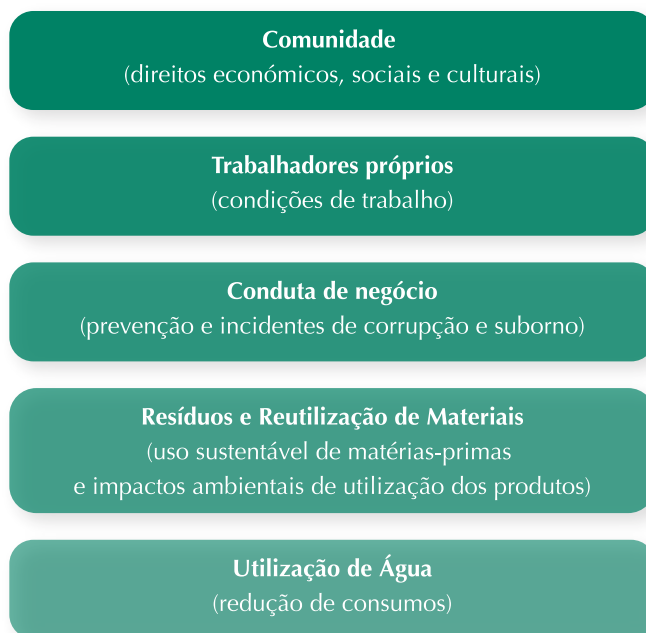 Comunidade
(direitos económicos, sociais e culturais)
Trabalhadores próprios
(condições de trabalho)
Conduta de negócio
(prevenção e incidentes de corrupção e suborno)
Resíduos e Reutilização de Materiais
(uso sustentável de matérias-primas
e impactos ambientais de utilização dos produtos)
Utilização de Água
(redução de consumos)